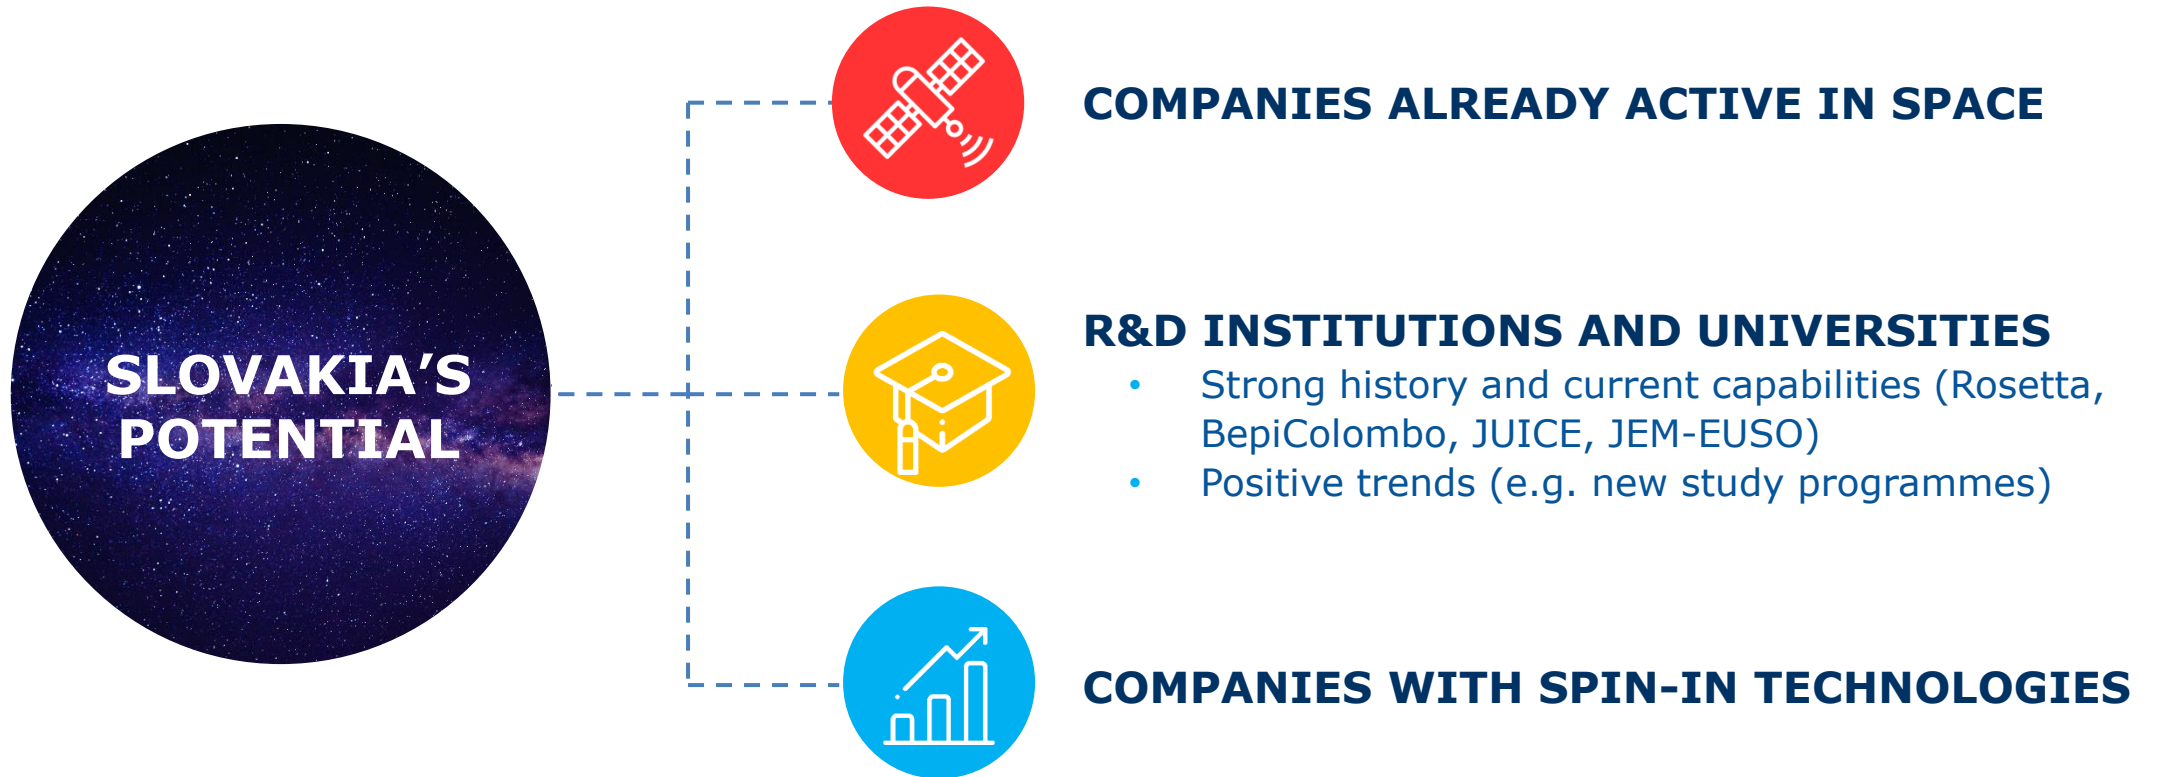 SLOVAKIA’S
POTENTIAL
COMPANIES ALREADY ACTIVE IN SPACE
R&D INSTITUTIONS AND UNIVERSITIES
• Strong history and current capabilities (Rosetta,
BepiColombo, JUICE, JEM-EUSO)
• Positive trends (e.g. new study programmes)
COMPANIES WITH SPIN-IN TECHNOLOGIES